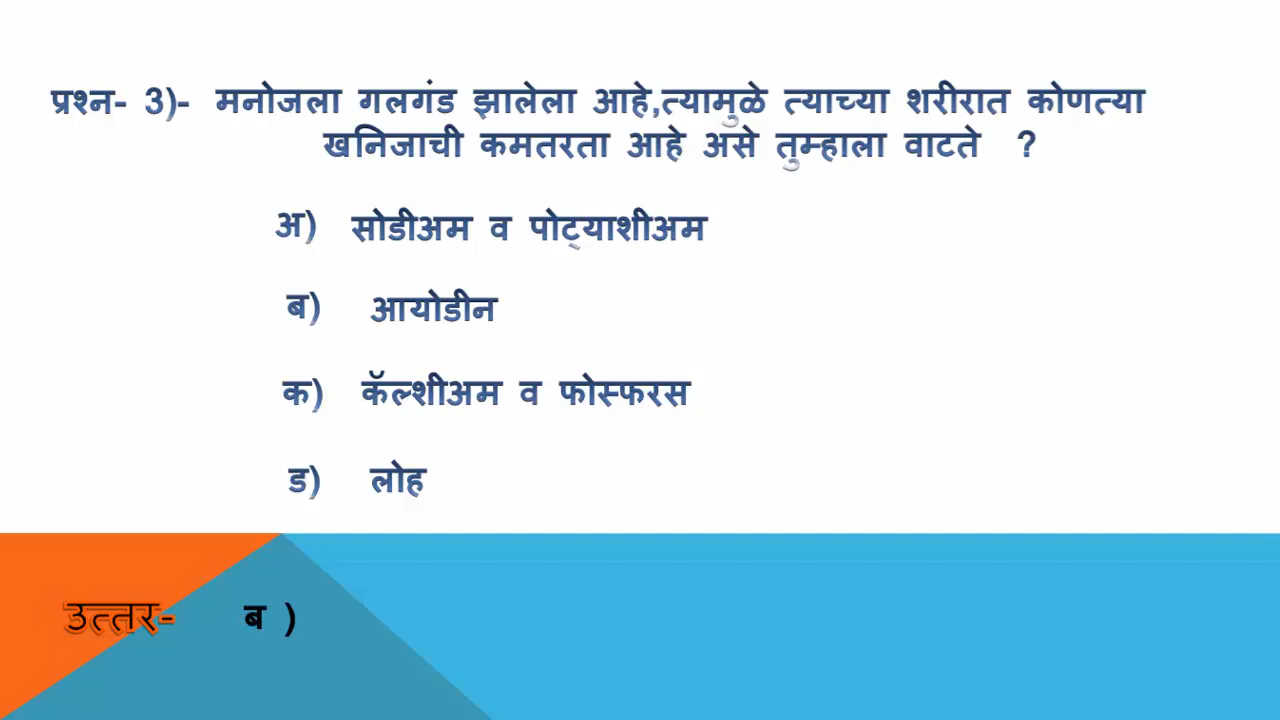 प्रश्न- 3)- मनोजला गलगंड झालेला आहे,त्यामुळे त्याच्या शरीरात कोणत्या
खनिजाची कमतरता आहे असे तुम्हाला वाटते ?
अ) सोडीअम व पोट्याशीअम
ब) आयोडीन
क) कॅल्शीअम व फोस्फरस
ड) लोह
उत्तर- ब )